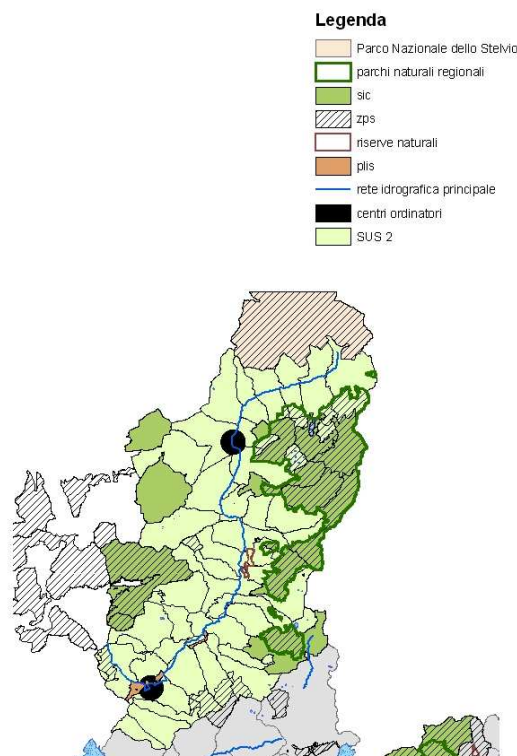 Legenda
Parco Nazionale dello Stelvio
parchi naturali regionali
sic
zps
riserve naturali
plis
rete idrografica principale
centri ordinatori
SUS 2